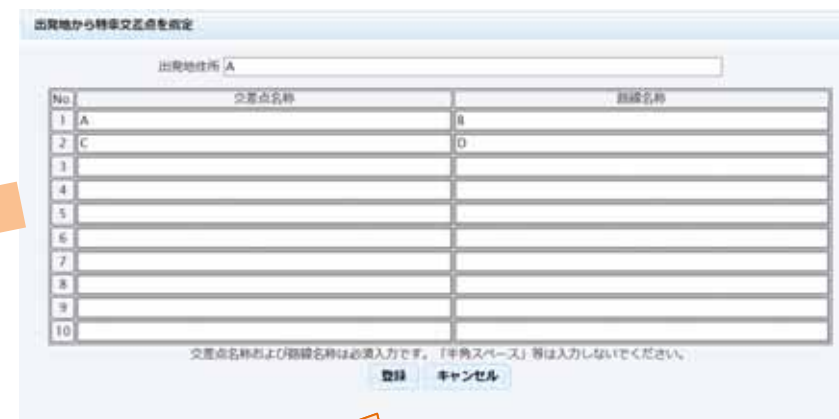 出発地から特車交差点を指定
出発地住所 A
No. 交差点名称 路線名称
1 A B
2 C D
3
4
5
6
7
8
9
10
交差点名称および路線名称は必須入力です。「半角スペース」等は入力しないでください。
登録 キャンセル